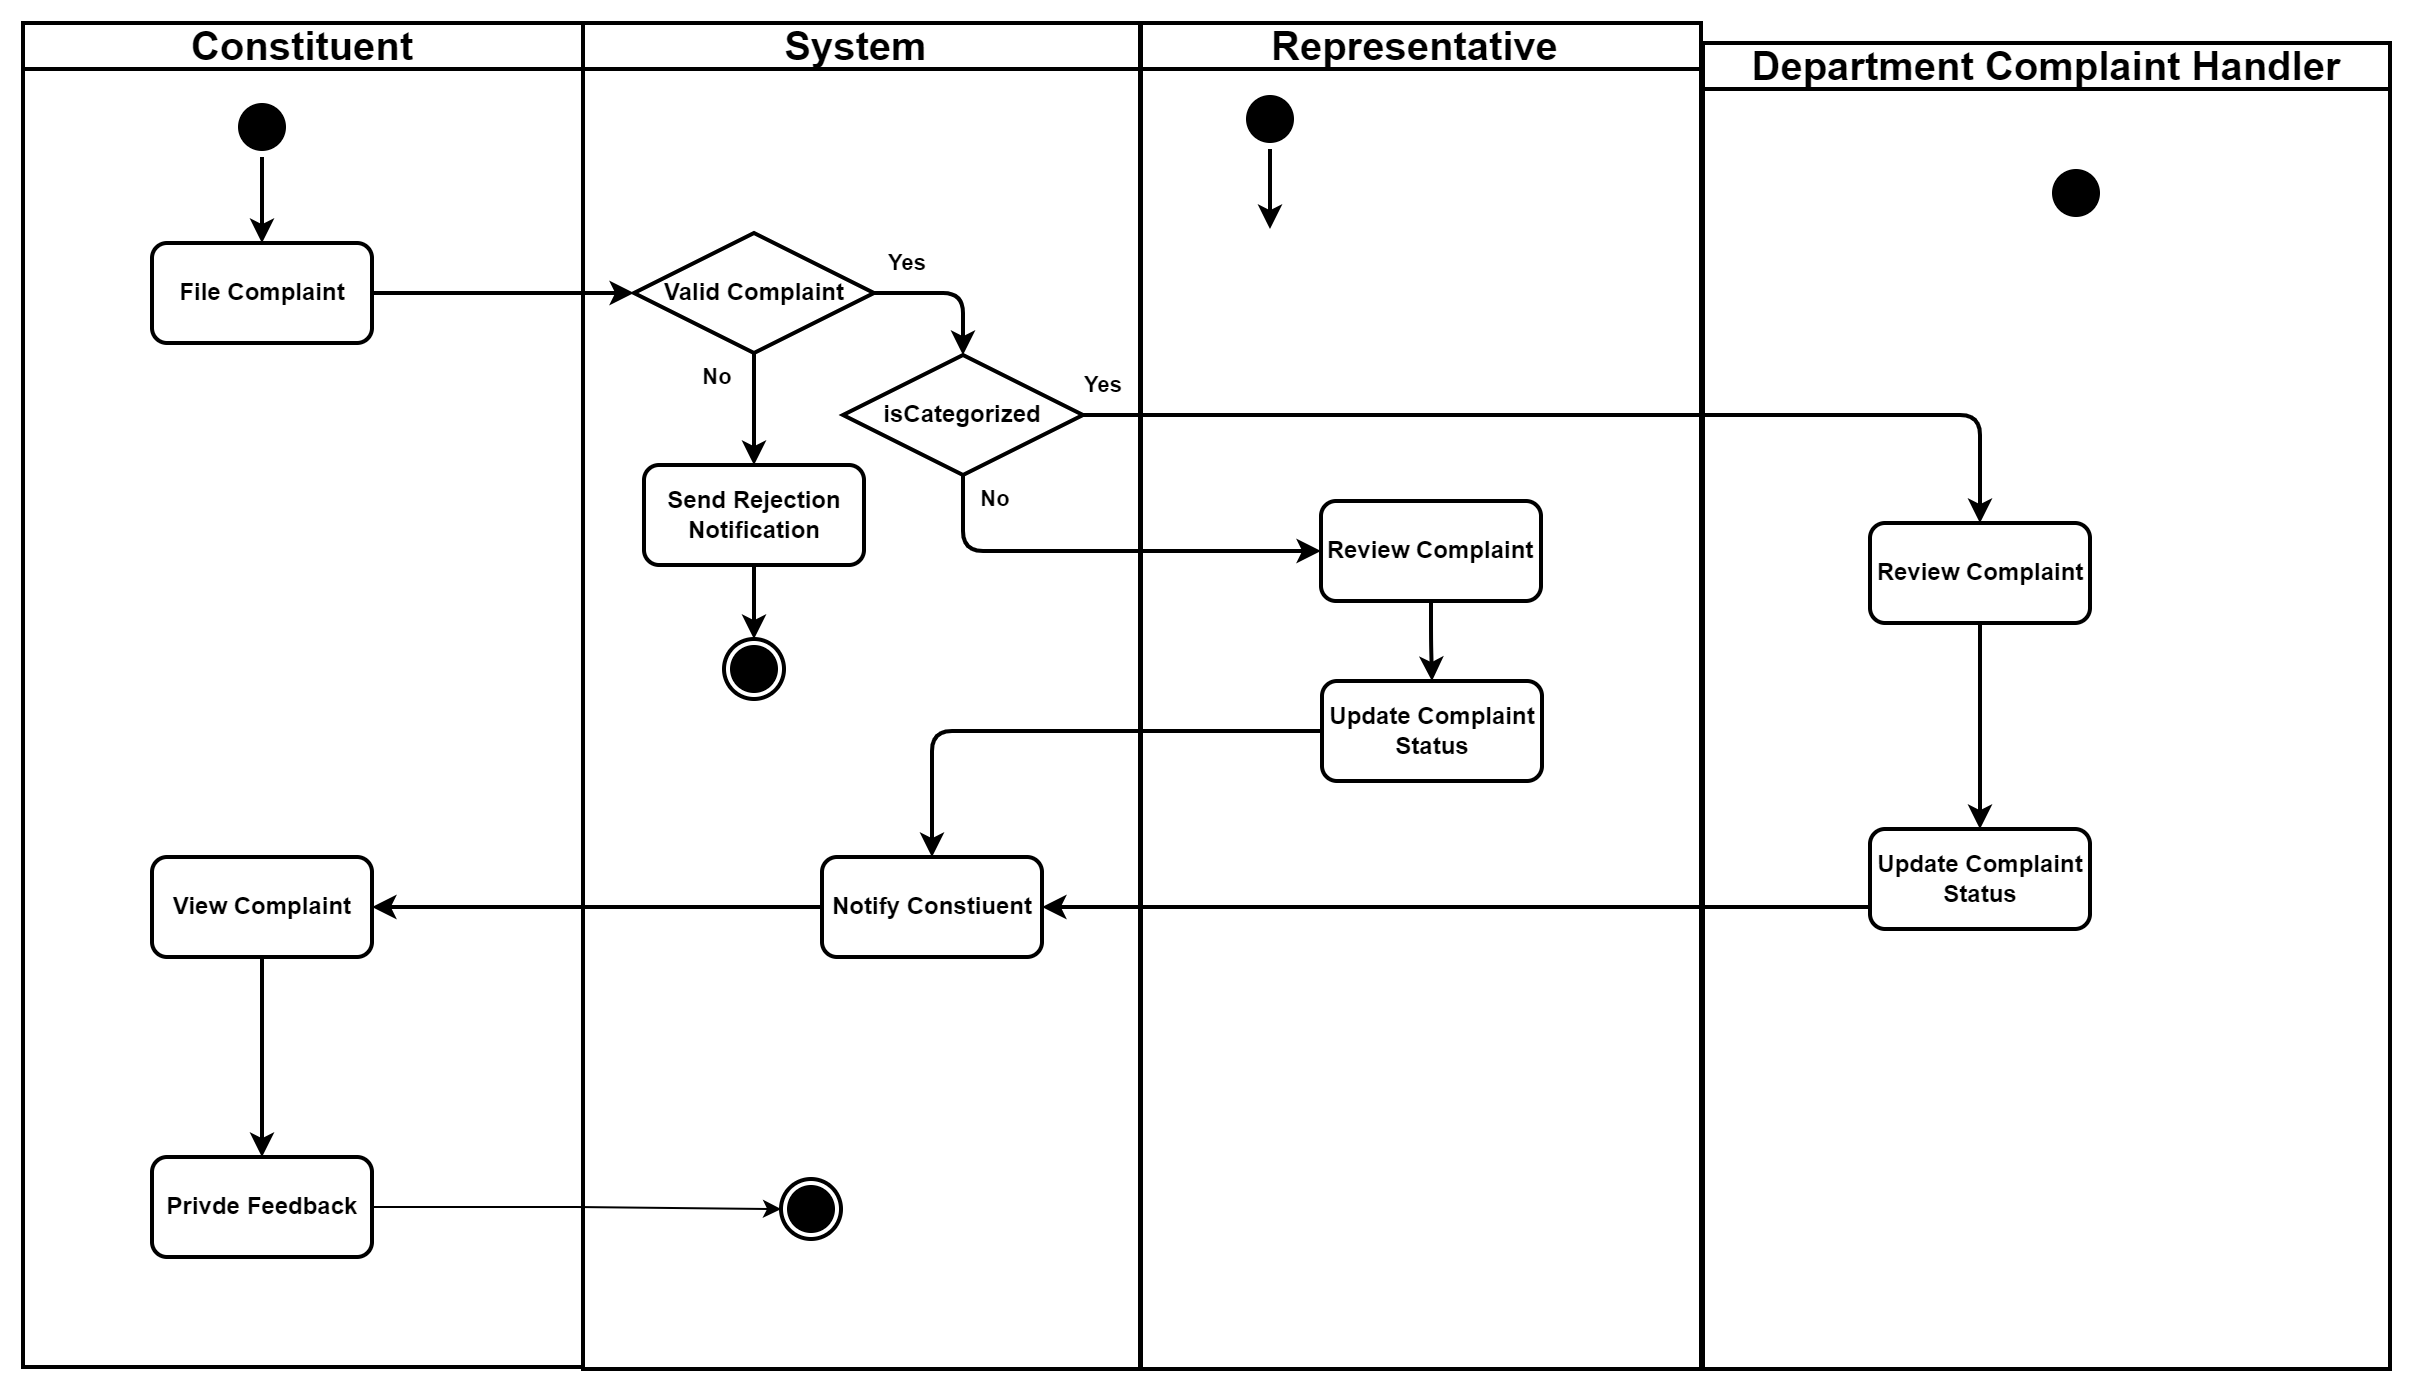 Constituent
System
Representative
Department Complaint Handler
File Complaint
Valid Complaint
Yes
No
isCategorized
Yes
No
Send Rejection
Notification
Review Complaint
Review Complaint
Update Complaint
Status
Update Complaint
Status
View Complaint
Notify Constiuent
Privde Feedback